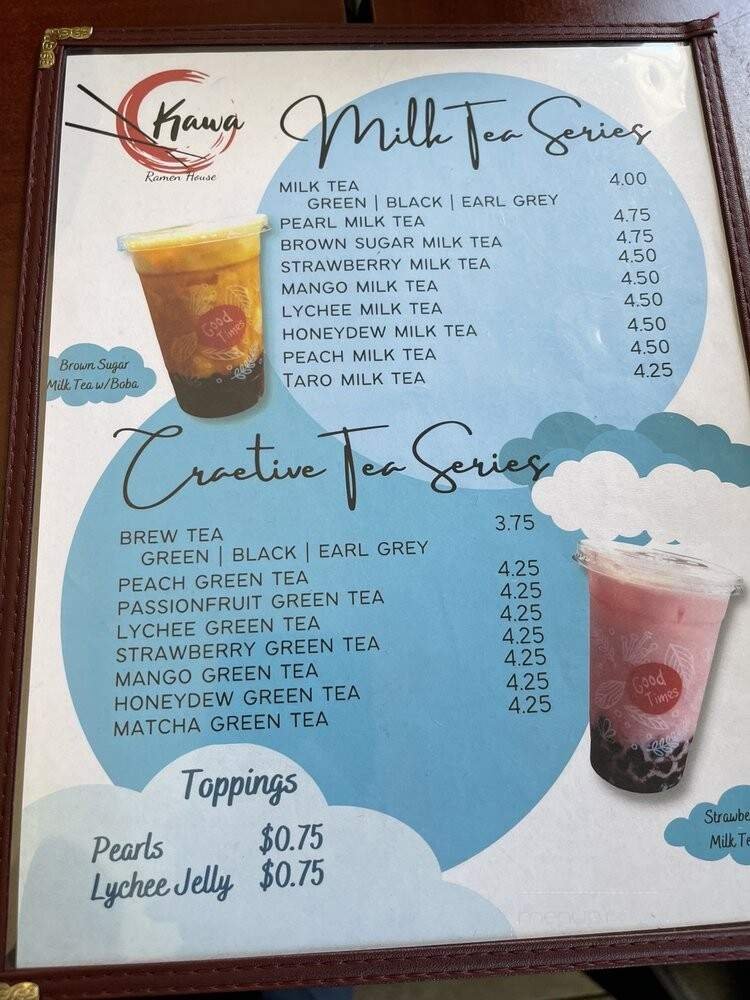 Kawa
Ramen House
Milk Tea Series
MILK TEA 4.00
GREEN | BLACK | EARL GREY
PEARL MILK TEA 4.75
BROWN SUGAR MILK TEA 4.75
STRAWBERRY MILK TEA 4.50
MANGO MILK TEA 4.50
LYCHEE MILK TEA 4.50
HONEYDEW MILK TEA 4.50
PEACH MILK TEA 4.50
TARO MILK TEA 4.25
Good
Times
Brown Sugar
Milk Tea w/Boba
Craetive Tea Series
BREW TEA 3.75
GREEN | BLACK | EARL GREY
PEACH GREEN TEA 4.25
PASSIONFRUIT GREEN TEA 4.25
LYCHEE GREEN TEA 4.25
STRAWBERRY GREEN TEA 4.25
MANGO GREEN TEA 4.25
HONEYDEW GREEN TEA 4.25
MATCHA GREEN TEA 4.25
Good
Times
Toppings
Pearls $0.75
Lychee Jelly $0.75
Strawbe
Milk Te